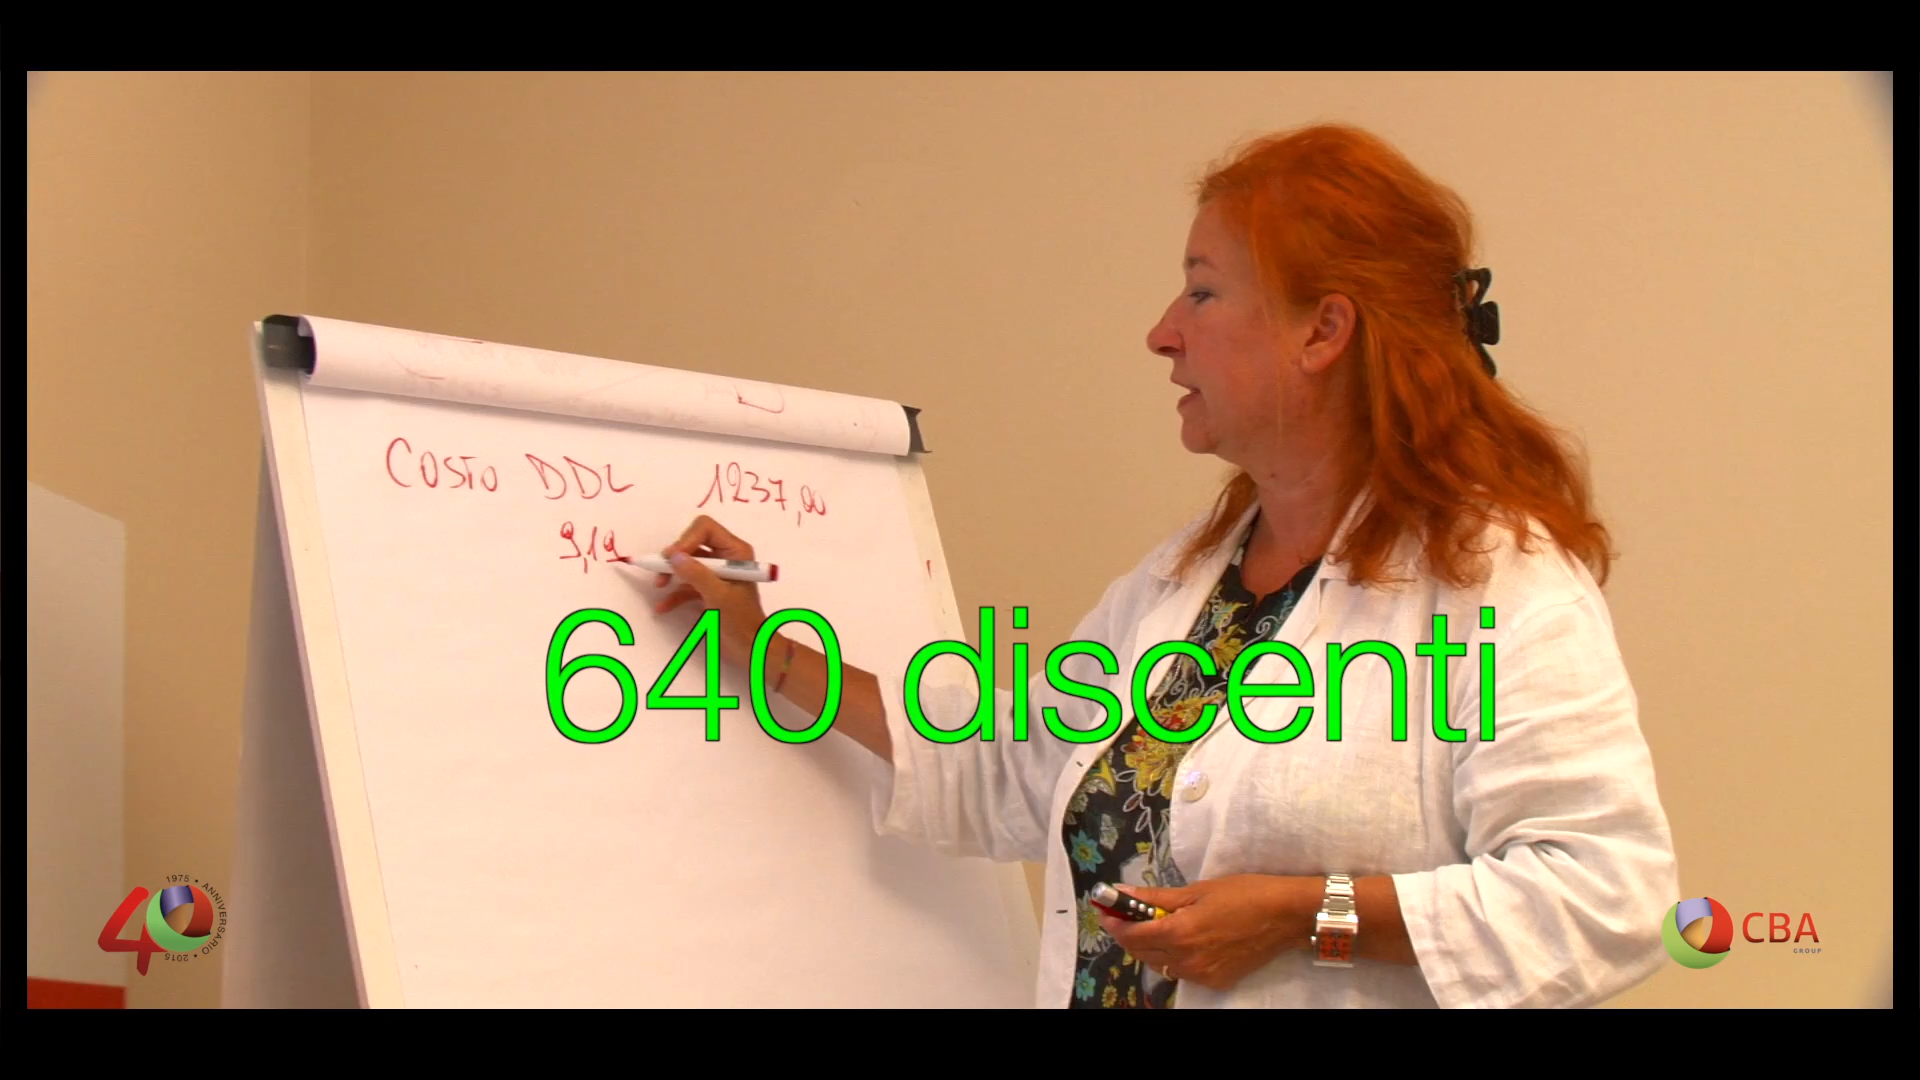 COSTO DDL 1237,00
9,19
640 discenti
40
1975 • ANNIVERSARIO • 2015
CBA
GROUP